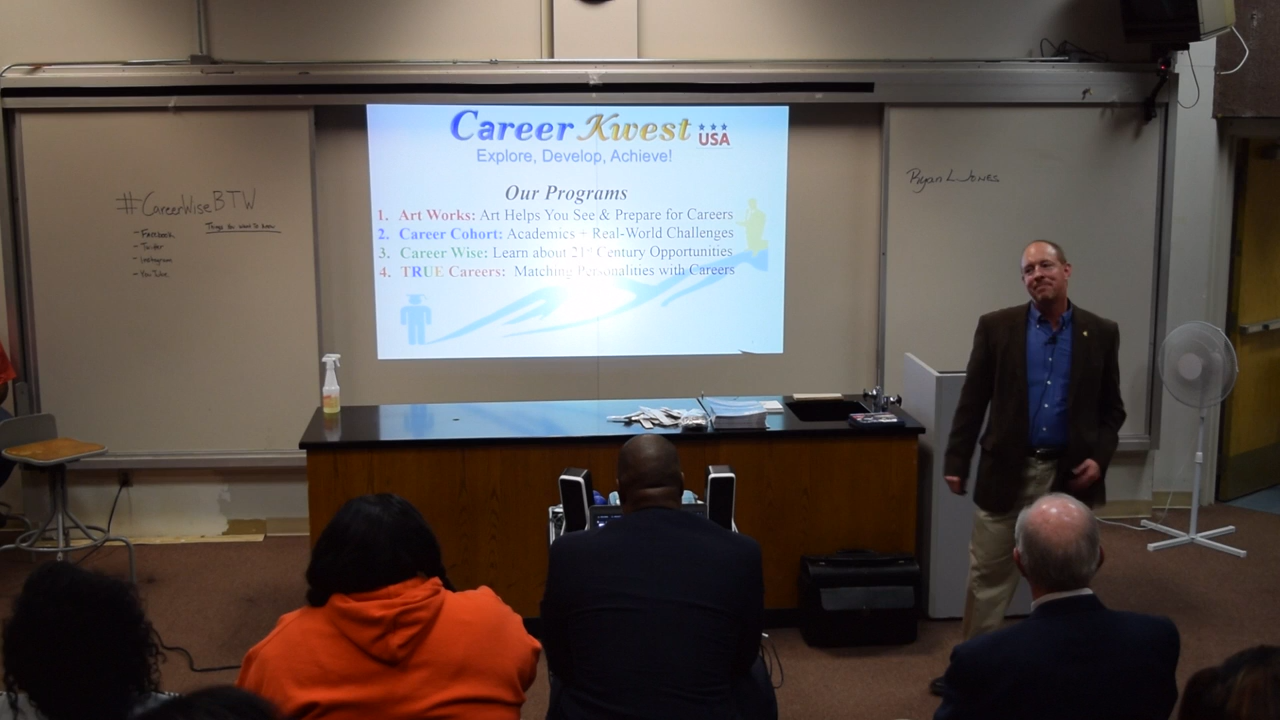 Career Kwest USA
Explore, Develop, Achieve!
Our Programs
1. Art Works: Art Helps You See & Prepare for Careers
2. Career Cohort: Academics + Real-World Challenges
3. Career Wise: Learn about 21st Century Opportunities
4. TRUE Careers: Matching Personalities with Careers
#CareerWiseBTW
- Facebook
- Twitter
- Instagram
- YouTube
Things You Want to Know
Ryan L. Jones